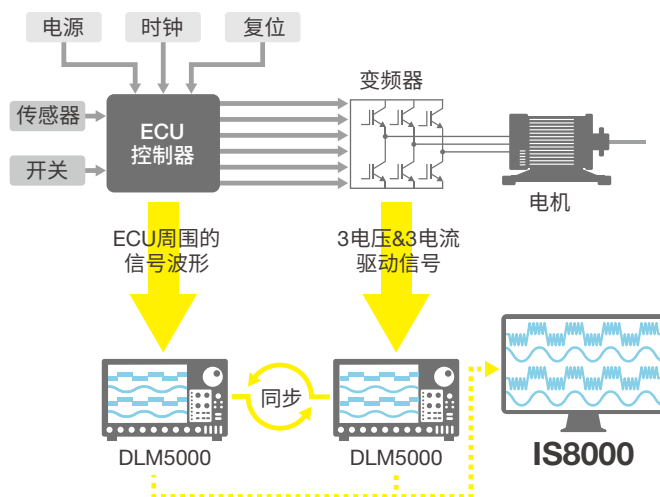 电源
时钟
复位
传感器
开关
ECU
控制器
变频器
电机
ECU周围的
信号波形
3电压&3电流
驱动信号
同步
DLM5000
DLM5000
IS8000